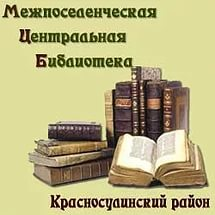 Межпоселенческая
Центральная
Библиотека
Красносулинский район